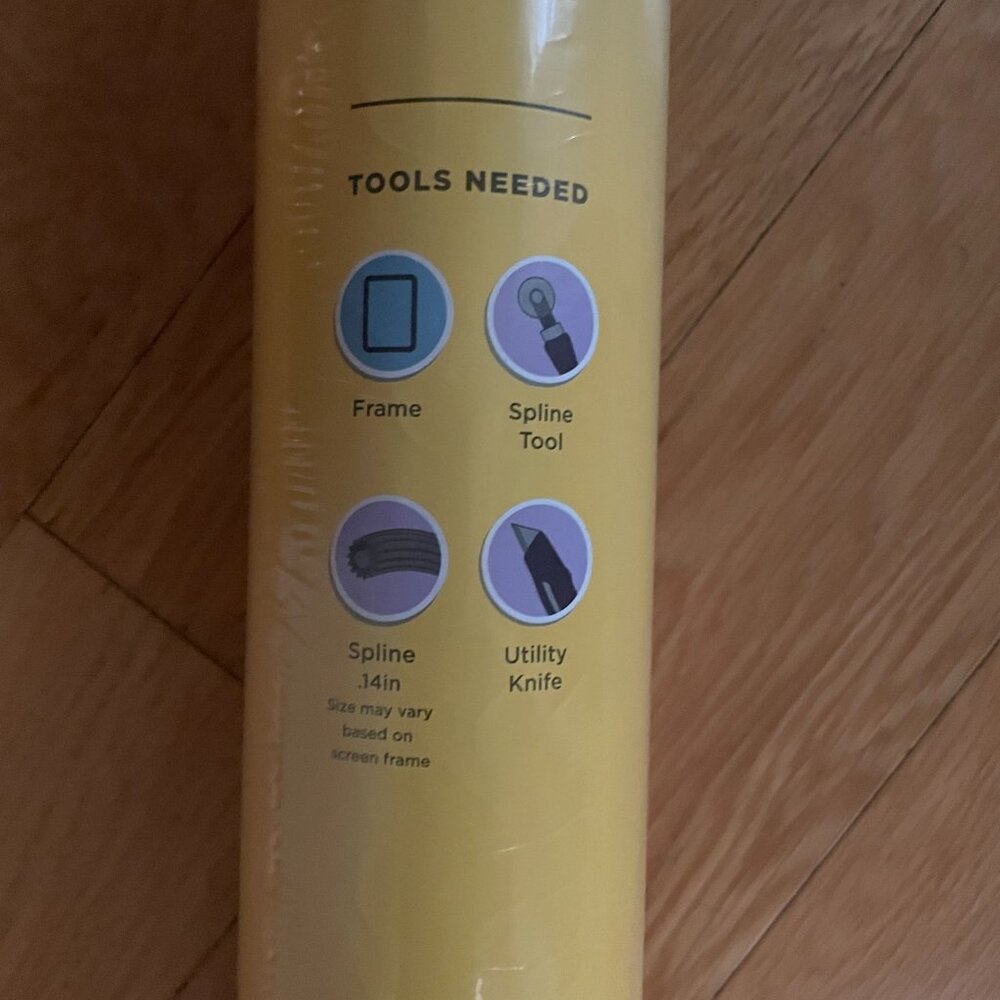 TOOLS NEEDED
Frame
Spline
Tool
Spline
.14in
Size may vary
based on
screen frame
Utility
Knife